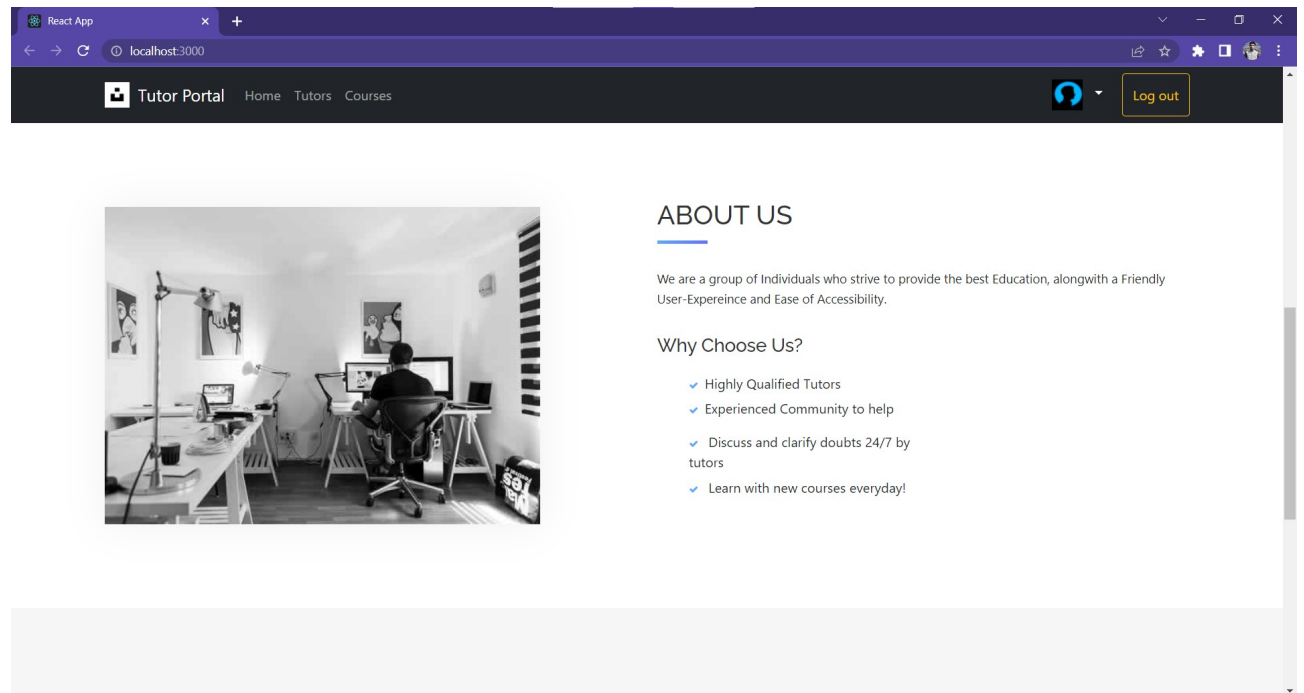 React App
localhost:3000
Tutor Portal Home Tutors Courses Log out
ABOUT US
We are a group of Individuals who strive to provide the best Education, alongwith a Friendly
User-Expereince and Ease of Accessibility.
Why Choose Us?
Highly Qualified Tutors
Experienced Community to help
Discuss and clarify doubts 24/7 by
tutors
Learn with new courses everyday!